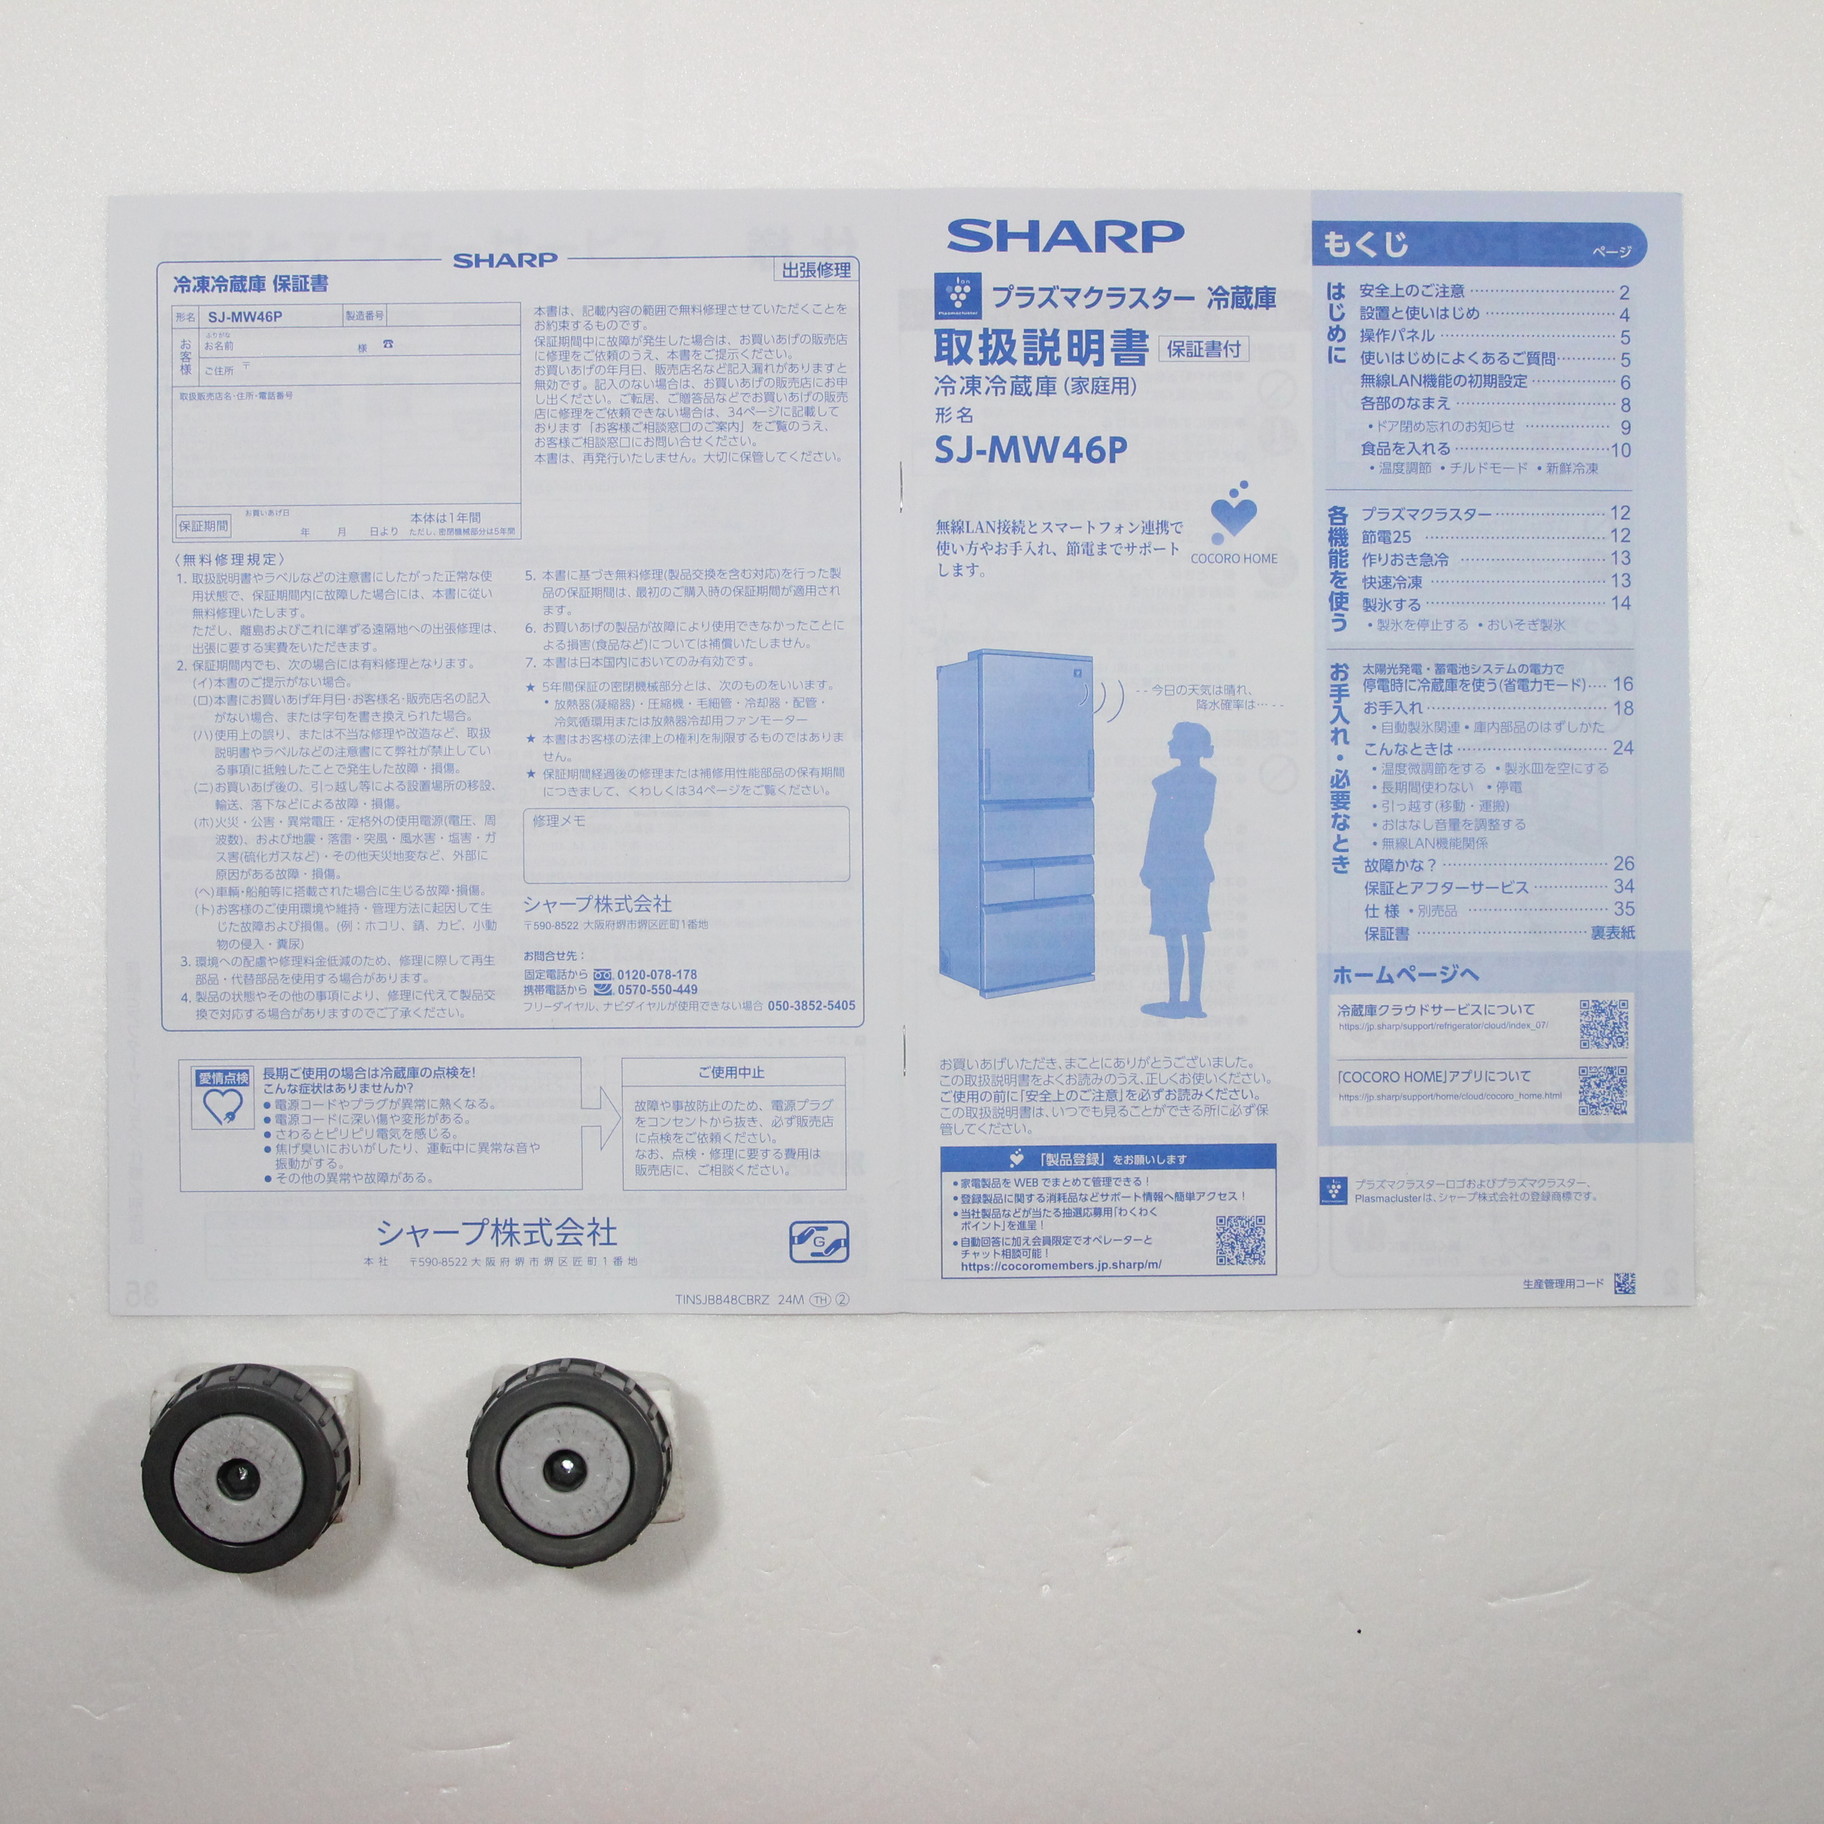 SHARP
冷凍冷蔵庫 保証書
出張修理
形名 SJ-MW46P 製造番号
お客様
ふりがな
お名前 様 ☎
ご住所 〒
取扱販売店名・住所・電話番号
保証期間
お買いあげ日
年 月 日より
本体は1年間
ただし、密閉機械部分は5年間
本書は、記載内容の範囲で無料修理させていただくことを
お約束するものです。
保証期間中に故障が発生した場合は、お買いあげの販売店
に修理をご依頼のうえ、本書をご提示ください。
お買いあげの年月日、販売店名など記入漏れがありますと
無効です。記入のない場合は、お買いあげの販売店にお申
し出ください。ご転居、ご贈答品などでお買いあげの販売
店に修理をご依頼できない場合は、34ページに記載して
おります「お客様ご相談窓口のご案内」をご覧のうえ、
お客様ご相談窓口にお問い合せください。
本書は、再発行いたしません。大切に保管してください。
〈無料修理規定〉
1. 取扱説明書やラベルなどの注意書にしたがった正常な使
用状態で、保証期間内に故障した場合には、本書に従い
無料修理いたします。
ただし、離島およびこれに準ずる遠隔地への出張修理は、
出張に要する実費をいただきます。
2. 保証期間内でも、次の場合には有料修理となります。
(イ)本書のご提示がない場合。
(ロ)本書にお買いあげ年月日・お客様名・販売店名の記入
がない場合、または字句を書き換えられた場合。
(ハ)使用上の誤り、または不当な修理や改造など、取扱
説明書やラベルなどの注意書にて弊社が禁止してい
る事項に抵触したことで発生した故障・損傷。
(ニ)お買いあげ後の、引っ越し等による設置場所の移設、
輸送、落下などによる故障・損傷。
(ホ)火災・公害・異常電圧・定格外の使用電源(電圧、周
波数)、および地震・落雷・突風・風水害・塩害・ガ
ス害(硫化ガスなど)・その他天災地変など、外部に
原因がある故障・損傷。
(ヘ)車輌・船舶等に搭載された場合に生じる故障・損傷。
(ト)お客様のご使用環境や維持・管理方法に起因して生
じた故障および損傷。(例：ホコリ、錆、カビ、小動
物の侵入・糞尿)
3. 環境への配慮や修理料金低減のため、修理に際して再生
部品・代替部品を使用する場合があります。
4. 製品の状態やその他の事項により、修理に代えて製品交
換で対応する場合がありますのでご了承ください。
5. 本書に基づき無料修理(製品交換を含む対応)を行った製
品の保証期間は、最初のご購入時の保証期間が適用され
ます。
6. お買いあげの製品が故障により使用できなかったことに
よる損害(食品など)については補償いたしません。
7. 本書は日本国内においてのみ有効です。
★ 5年間保証の密閉機械部分とは、次のものをいいます。
・放熱器(凝縮器)・圧縮機・毛細管・冷却器・配管・
冷気循環用または放熱器冷却用ファンモーター
★ 本書はお客様の法律上の権利を制限するものではありま
せん。
★ 保証期間経過後の修理または補修用性能部品の保有期間
につきまして、くわしくは34ページをご覧ください。
修理メモ
シャープ株式会社
〒590-8522 大阪府堺市堺区匠町1番地
お問合せ先：
固定電話から 0120-078-178
携帯電話から 0570-550-449
フリーダイヤル、ナビダイヤルが使用できない場合 050-3852-5405
愛情点検
長期ご使用の場合は冷蔵庫の点検を!
こんな症状はありませんか?
● 電源コードやプラグが異常に熱くなる。
● 電源コードに深い傷や変形がある。
● さわるとピリピリ電気を感じる。
● 焦げ臭いにおいがしたり、運転中に異常な音や
振動がする。
● その他の異常や故障がある。
ご使用中止
故障や事故防止のため、電源プラグ
をコンセントから抜き、必ず販売店
に点検をご依頼ください。
なお、点検・修理に要する費用は
販売店に、ご相談ください。
シャープ株式会社
本社 〒590-8522 大阪府堺市堺区匠町1番地
G
TINSJB848CBRZ 24M TH ②
SHARP
Ion
Plasmacluster
プラズマクラスター 冷蔵庫
取扱説明書 保証書付
冷凍冷蔵庫(家庭用)
形名
SJ-MW46P
無線LAN接続とスマートフォン連携で
使い方やお手入れ、節電までサポート
します。
COCORO HOME
今日の天気は晴れ、
降水確率は…
お買いあげいただき、まことにありがとうございました。
この取扱説明書をよくお読みのうえ、正しくお使いください。
ご使用の前に「安全上のご注意」を必ずお読みください。
この取扱説明書は、いつでも見ることができる所に必ず保
管してください。
「製品登録」をお願いします
● 家電製品を WEB でまとめて管理できる！
● 登録製品に関する消耗品などサポート情報へ簡単アクセス！
● 当社製品などが当たる抽選応募用「わくわく
ポイント」を進呈！
● 自動回答に加え会員限定でオペレーターと
チャット相談可能！
https://cocoromembers.jp.sharp/m/
もくじ ページ
はじめに
安全上のご注意 2
設置と使いはじめ 4
操作パネル 5
使いはじめによくあるご質問 5
無線LAN機能の初期設定 6
各部のなまえ 8
・ドア閉め忘れのお知らせ 9
食品を入れる 10
・温度調節 ・チルドモード ・新鮮冷凍
各機能を使う
プラズマクラスター 12
節電25 12
作りおき急冷 13
快速冷凍 13
製氷する 14
・製氷を停止する ・おいそぎ製氷
お手入れ・必要なとき
太陽光発電・蓄電池システムの電力で
停電時に冷蔵庫を使う(省電力モード) 16
お手入れ 18
・自動製氷関連 ・庫内部品のはずしかた
こんなときは 24
・温度微調節をする ・製氷皿を空にする
・長期間使わない ・停電
・引っ越す(移動・運搬)
・おはなし音量を調整する
・無線LAN機能関係
故障かな？ 26
保証とアフターサービス 34
仕様・別売品 35
保証書 裏表紙
ホームページへ
冷蔵庫クラウドサービスについて
https://jp.sharp/support/refrigerator/cloud/index_07/
「COCORO HOME」アプリについて
https://jp.sharp/support/home/cloud/cocoro_home.html
プラズマクラスターロゴおよびプラズマクラスター、
Plasmaclusterは、シャープ株式会社の登録商標です。
生産管理用コード